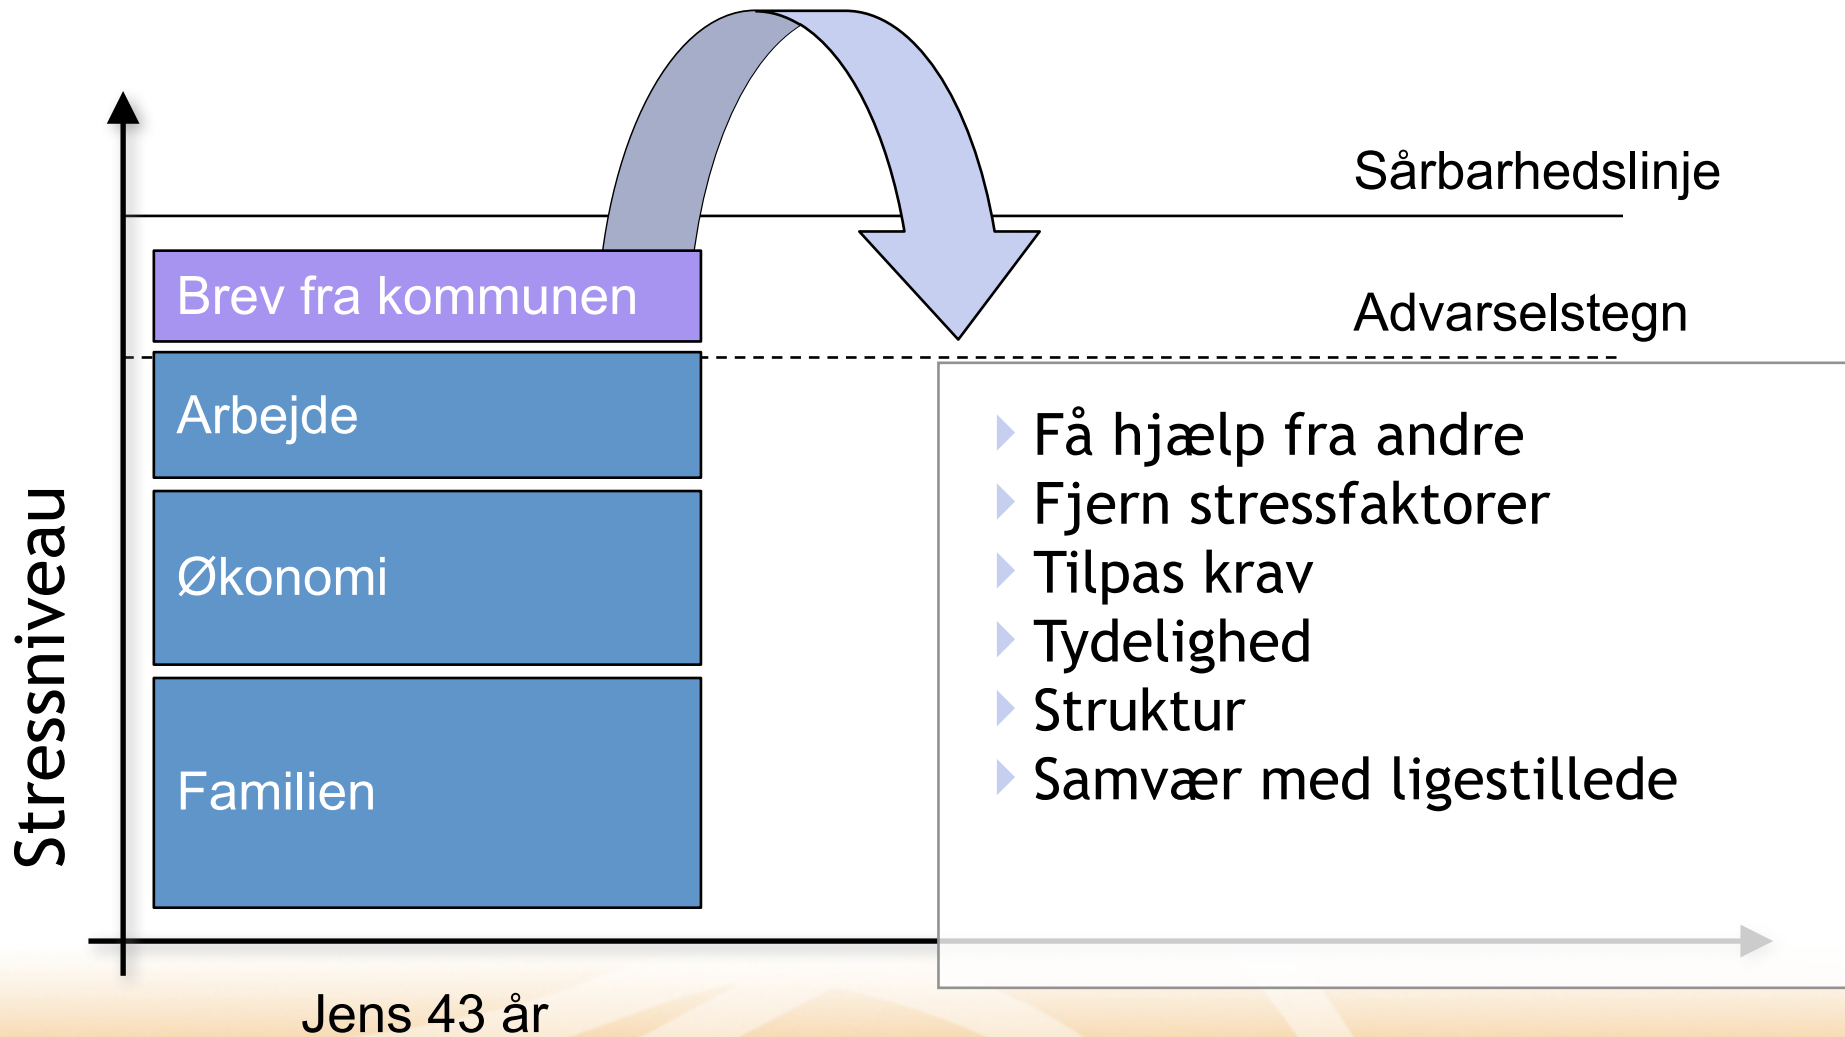 Sårbarhedslinje
Brev fra kommunen
Advarselstegn
Arbejde
Økonomi
Familien
Stressniveau
Få hjælp fra andre
Fjern stressfaktorer
Tilpas krav
Tydelighed
Struktur
Samvær med ligestillede
Jens 43 år